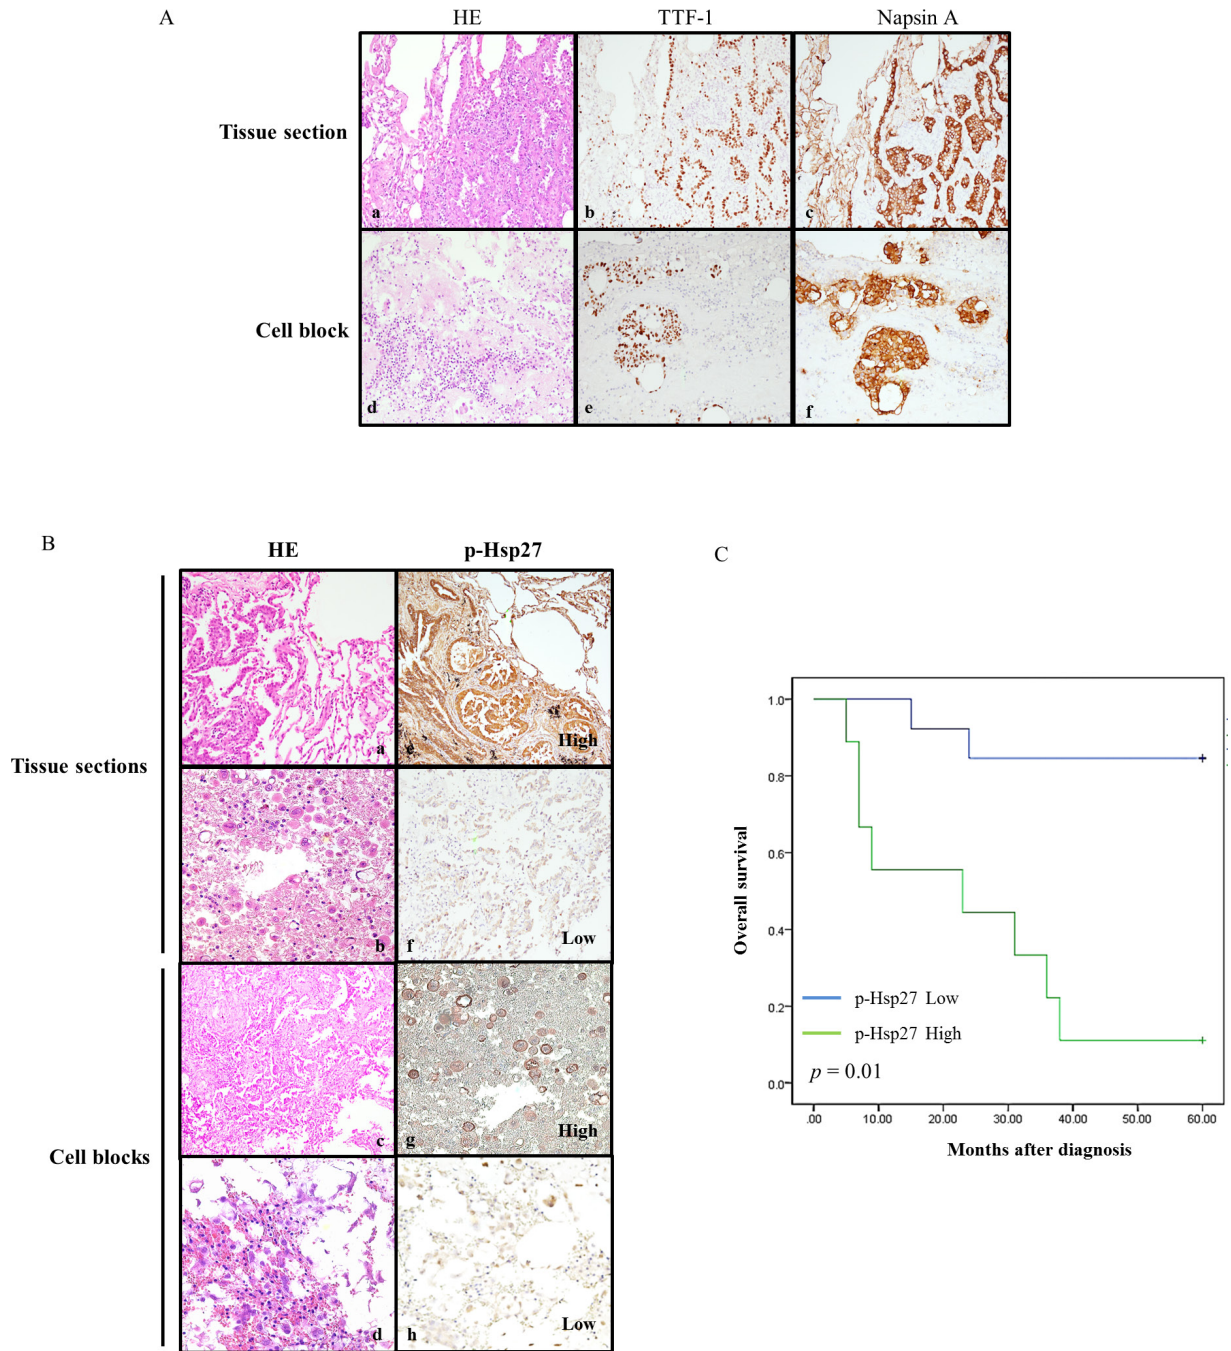 A
HE TTF-1 Napsin A
Tissue section
a b c
Cell block
d e f
B
HE p-Hsp27
C
Tissue sections
a e High
b f Low
Cell blocks
c g High
d h Low
1.0
0.8
0.6
0.4
0.2
0.0
Overall survival
p-Hsp27 Low
p-Hsp27 High
p = 0.01
.00 10.00 20.00 30.00 40.00 50.00 60.00
Months after diagnosis